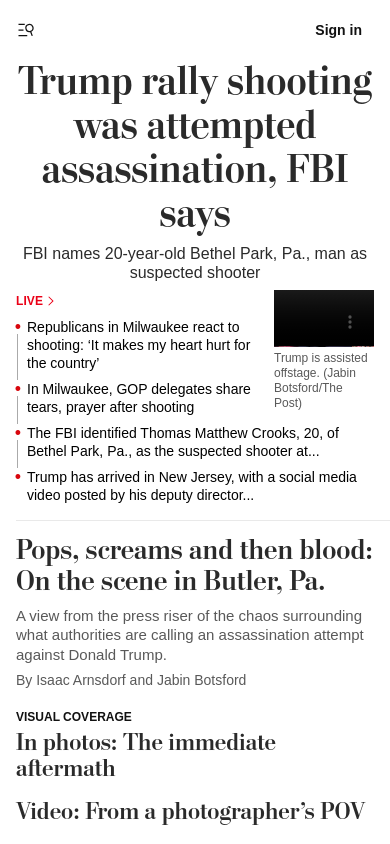 Sign in
Trump rally shooting
was attempted
assassination, FBI
says
FBI names 20-year-old Bethel Park, Pa., man as
suspected shooter
LIVE
Republicans in Milwaukee react to
shooting: ‘It makes my heart hurt for
the country’
In Milwaukee, GOP delegates share
tears, prayer after shooting
The FBI identified Thomas Matthew Crooks, 20, of
Bethel Park, Pa., as the suspected shooter at...
Trump has arrived in New Jersey, with a social media
video posted by his deputy director...
Trump is assisted
offstage. (Jabin
Botsford/The
Post)
Pops, screams and then blood:
On the scene in Butler, Pa.
A view from the press riser of the chaos surrounding
what authorities are calling an assassination attempt
against Donald Trump.
By Isaac Arnsdorf and Jabin Botsford
VISUAL COVERAGE
In photos: The immediate
aftermath
Video: From a photographer’s POV